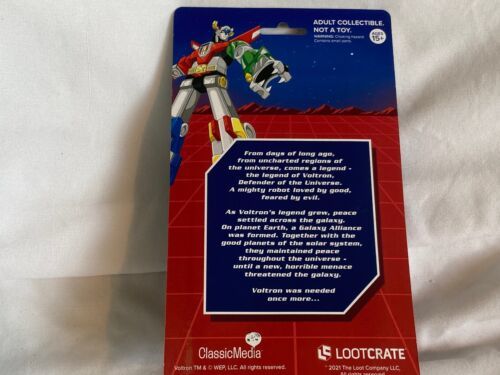 ADULT COLLECTIBLE.
NOT A TOY.
WARNING: Choking hazard.
Contains small parts.
AGES
15+
From days of long ago,
from uncharted regions of
the universe, comes a legend -
the legend of Voltron,
Defender of the Universe.
A mighty robot loved by good,
feared by evil.
As Voltron's legend grew, peace
settled across the galaxy.
On planet Earth, a Galaxy Alliance
was formed. Together with the
good planets of the solar system,
they maintained peace
throughout the universe -
until a new, horrible menace
threatened the galaxy.
Voltron was needed
once more...
ClassicMedia
Voltron TM & © WEP, LLC. All rights reserved.
LOOTCRATE
©2021 The Loot Company LLC,
All rights reserved.